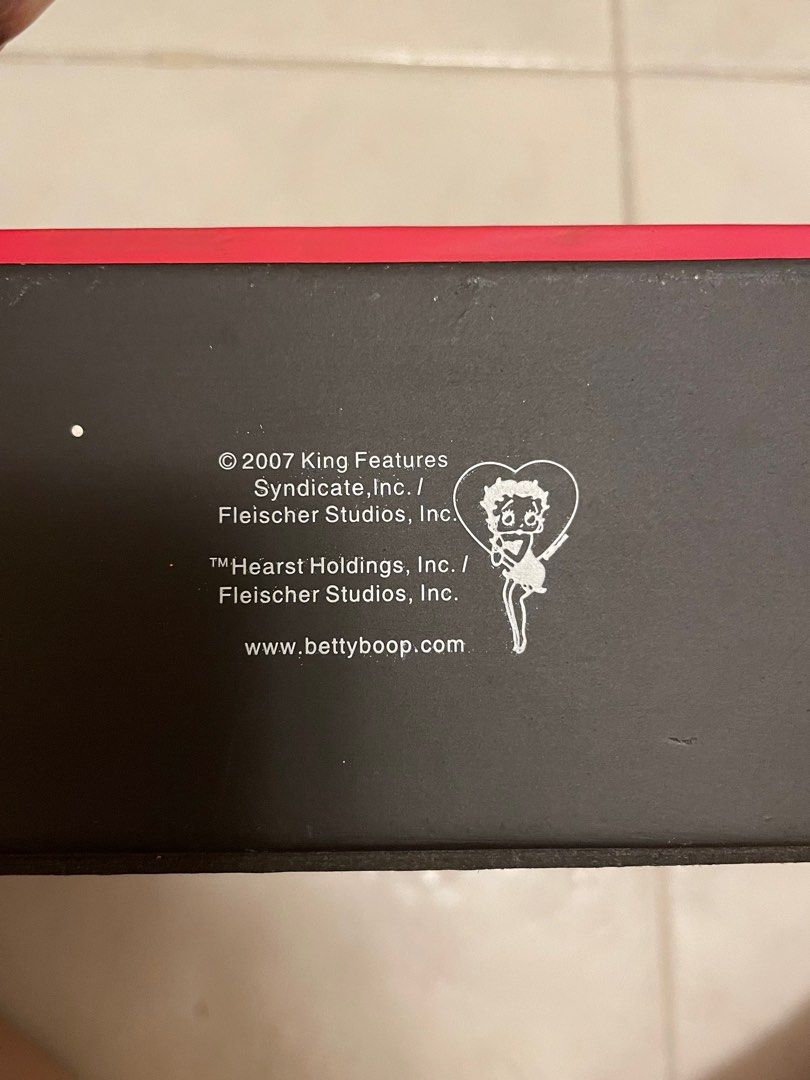 © 2007 King Features
Syndicate,Inc. /
Fleischer Studios, Inc.
™Hearst Holdings, Inc. /
Fleischer Studios, Inc.
www.bettyboop.com